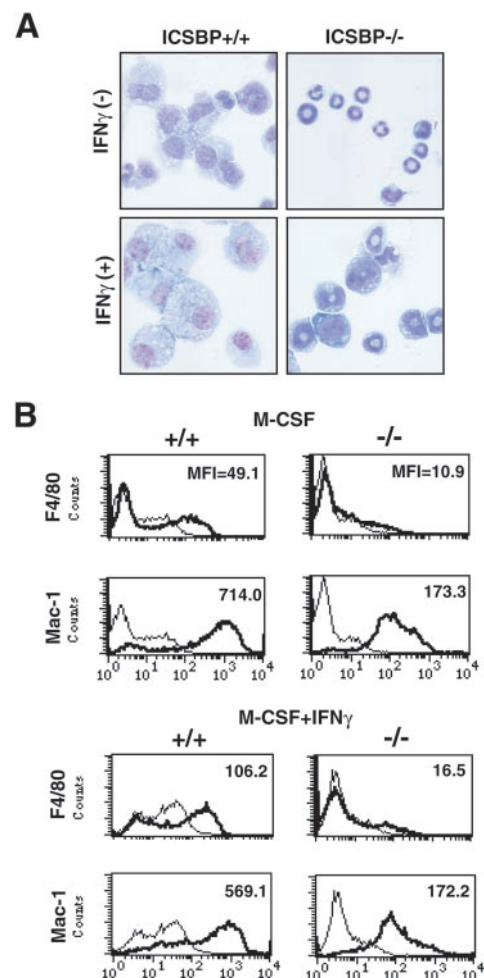 A
ICSBP+/+ ICSBP-/-
IFNγ (-)
IFNγ (+)
B
M-CSF
+/+ -/-
F4/80
Counts
MFI=49.1
MFI=10.9
Mac-1
Counts
714.0
173.3
10^0 10^1 10^2 10^3 10^4
10^0 10^1 10^2 10^3 10^4
M-CSF+IFNγ
+/+ -/-
F4/80
Counts
106.2
16.5
Mac-1
Counts
569.1
172.2
10^0 10^1 10^2 10^3 10^4
10^0 10^1 10^2 10^3 10^4